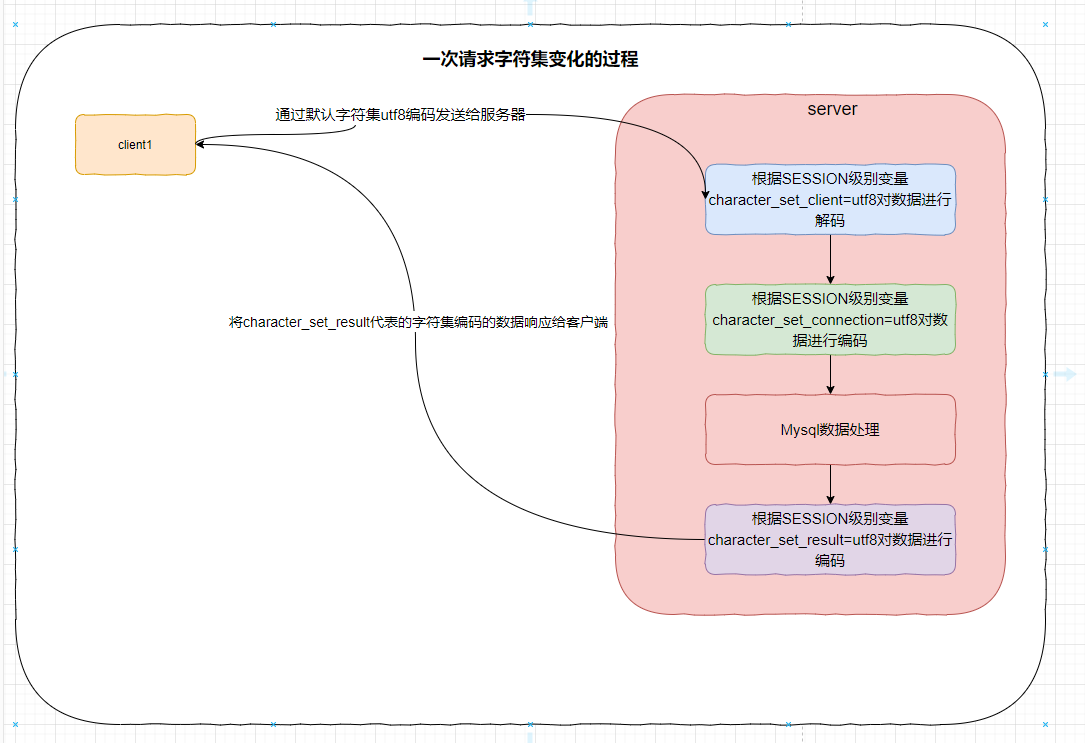 一次请求字符集变化的过程
server
通过默认字符集utf8编码发送给服务器
client1
根据SESSION级别变量
character_set_client=utf8对数据进行
解码
根据SESSION级别变量
character_set_connection=utf8对数
据进行编码
将character_set_result代表的字符集编码的数据响应给客户端
Mysql数据处理
根据SESSION级别变量
character_set_result=utf8对数据进行
编码